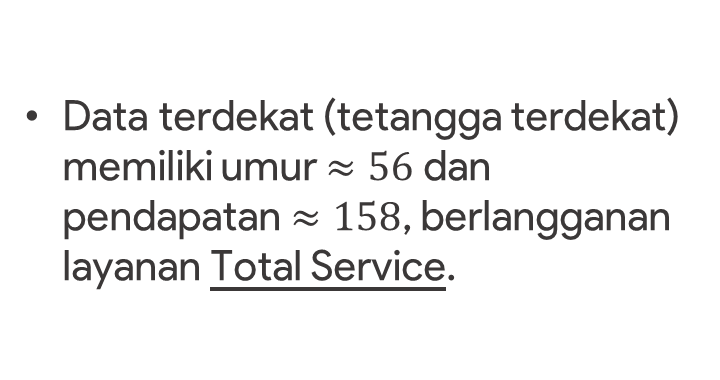 • Data terdekat (tetangga terdekat)
memiliki umur ≈ 56 dan
pendapatan ≈ 158, berlangganan
layanan Total Service.